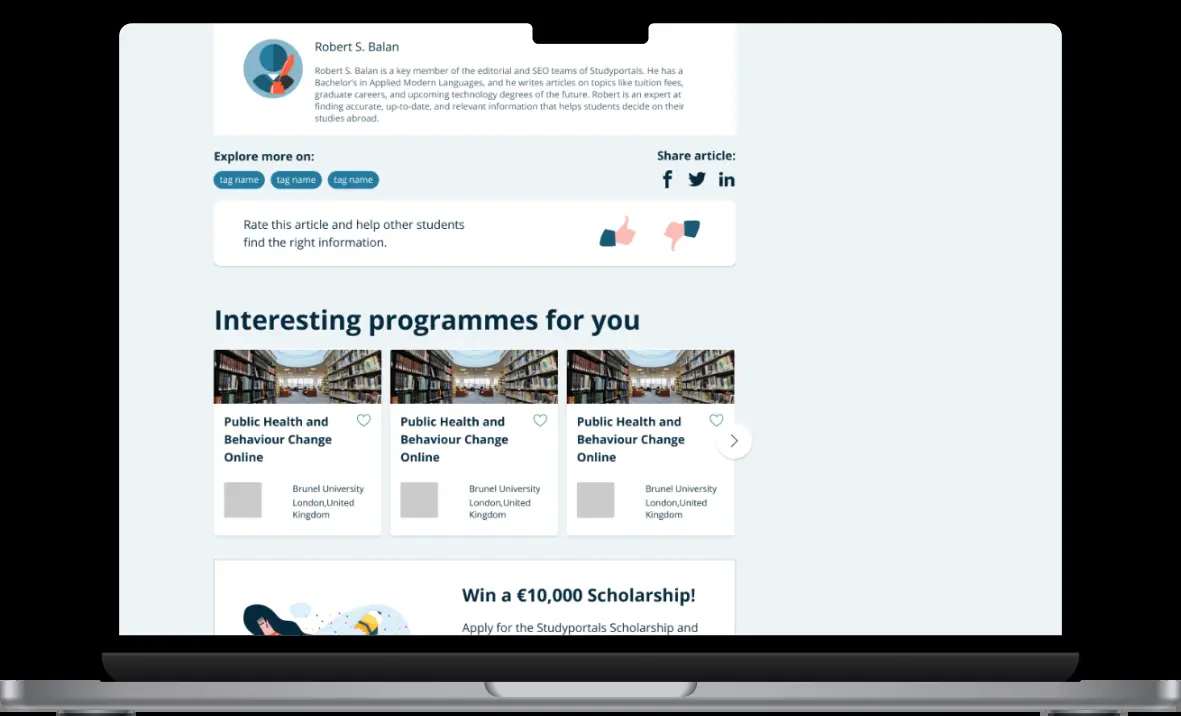 Robert S. Balan
Robert S. Balan is a key member of the editorial and SEO teams of Studyportals. He has a
Bachelor's in Applied Modern Languages, and he writes articles on topics like tuition fees,
graduate careers, and upcoming technology degrees of the future. Robert is an expert at
finding accurate, up-to-date, and relevant information that helps students decide on their
studies abroad.
Explore more on:
Share article:
tag name
tag name
tag name
Rate this article and help other students
find the right information.
Interesting programmes for you
Public Health and
Behaviour Change
Online
Brunel University
London,United
Kingdom
Public Health and
Behaviour Change
Online
Brunel University
London,United
Kingdom
Public Health and
Behaviour Change
Online
Brunel University
London,United
Kingdom
Win a €10,000 Scholarship!
Apply for the Studyportals Scholarship and